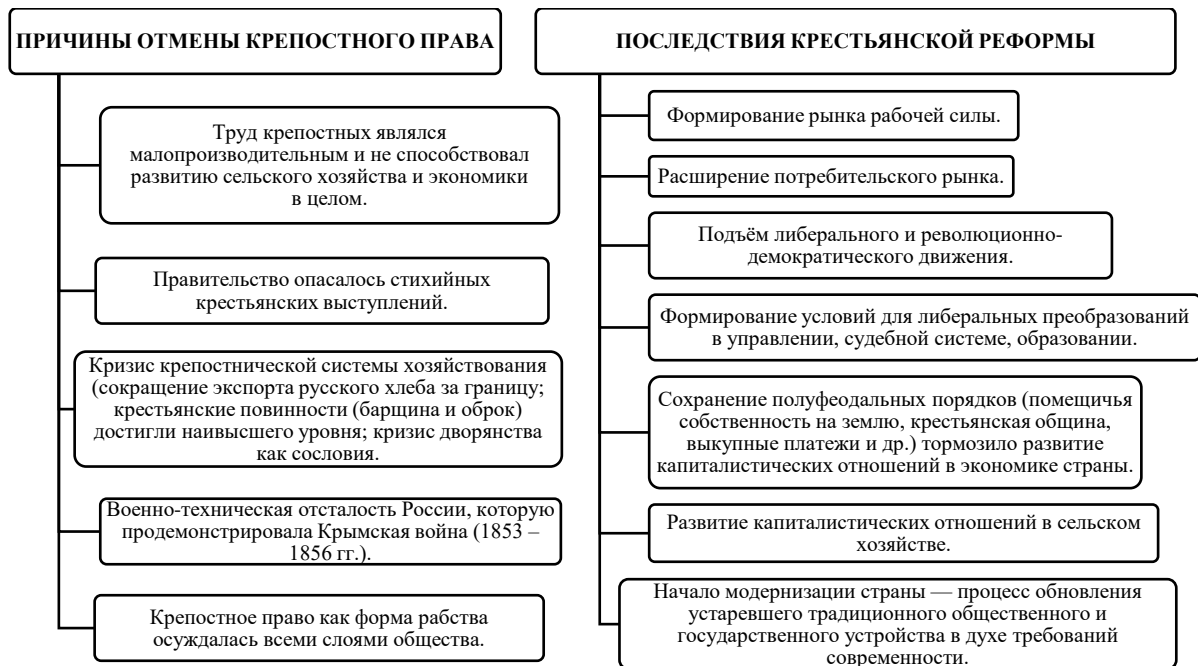 ПРИЧИНЫ ОТМЕНЫ КРЕПОСТНОГО ПРАВА
Труд крепостных являлся
малопроизводительным и не способствовал
развитию сельского хозяйства и экономики
в целом.
Правительство опасалось стихийных
крестьянских выступлений.
Кризис крепостнической системы хозяйствования
(сокращение экспорта русского хлеба за границу;
крестьянские повинности (барщина и оброк)
достигли наивысшего уровня; кризис дворянства
как сословия.
Военно-техническая отсталость России, которую
продемонстрировала Крымская война (1853 –
1856 гг.).
Крепостное право как форма рабства
осуждалась всеми слоями общества.
ПОСЛЕДСТВИЯ КРЕСТЬЯНСКОЙ РЕФОРМЫ
Формирование рынка рабочей силы.
Расширение потребительского рынка.
Подъём либерального и революционно-
демократического движения.
Формирование условий для либеральных преобразований
в управлении, судебной системе, образовании.
Сохранение полуфеодальных порядков (помещичья
собственность на землю, крестьянская община,
выкупные платежи и др.) тормозило развитие
капиталистических отношений в экономике страны.
Развитие капиталистических отношений в сельском
хозяйстве.
Начало модернизации страны — процесс обновления
устаревшего традиционного общественного и
государственного устройства в духе требований
современности.